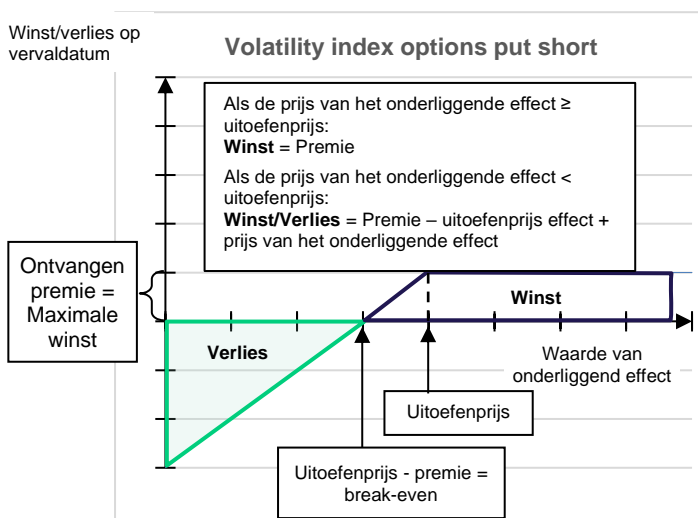 Winst/verlies op
vervaldatum
Volatility index options put short
Als de prijs van het onderliggende effect ≥
uitoefenprijs:
Winst = Premie
Als de prijs van het onderliggende effect <
uitoefenprijs:
Winst/Verlies = Premie – uitoefenprijs effect +
prijs van het onderliggende effect
Ontvangen
premie =
Maximale
winst
Winst
Verlies
Waarde van
onderliggend effect
Uitoefenprijs
Uitoefenprijs - premie =
break-even